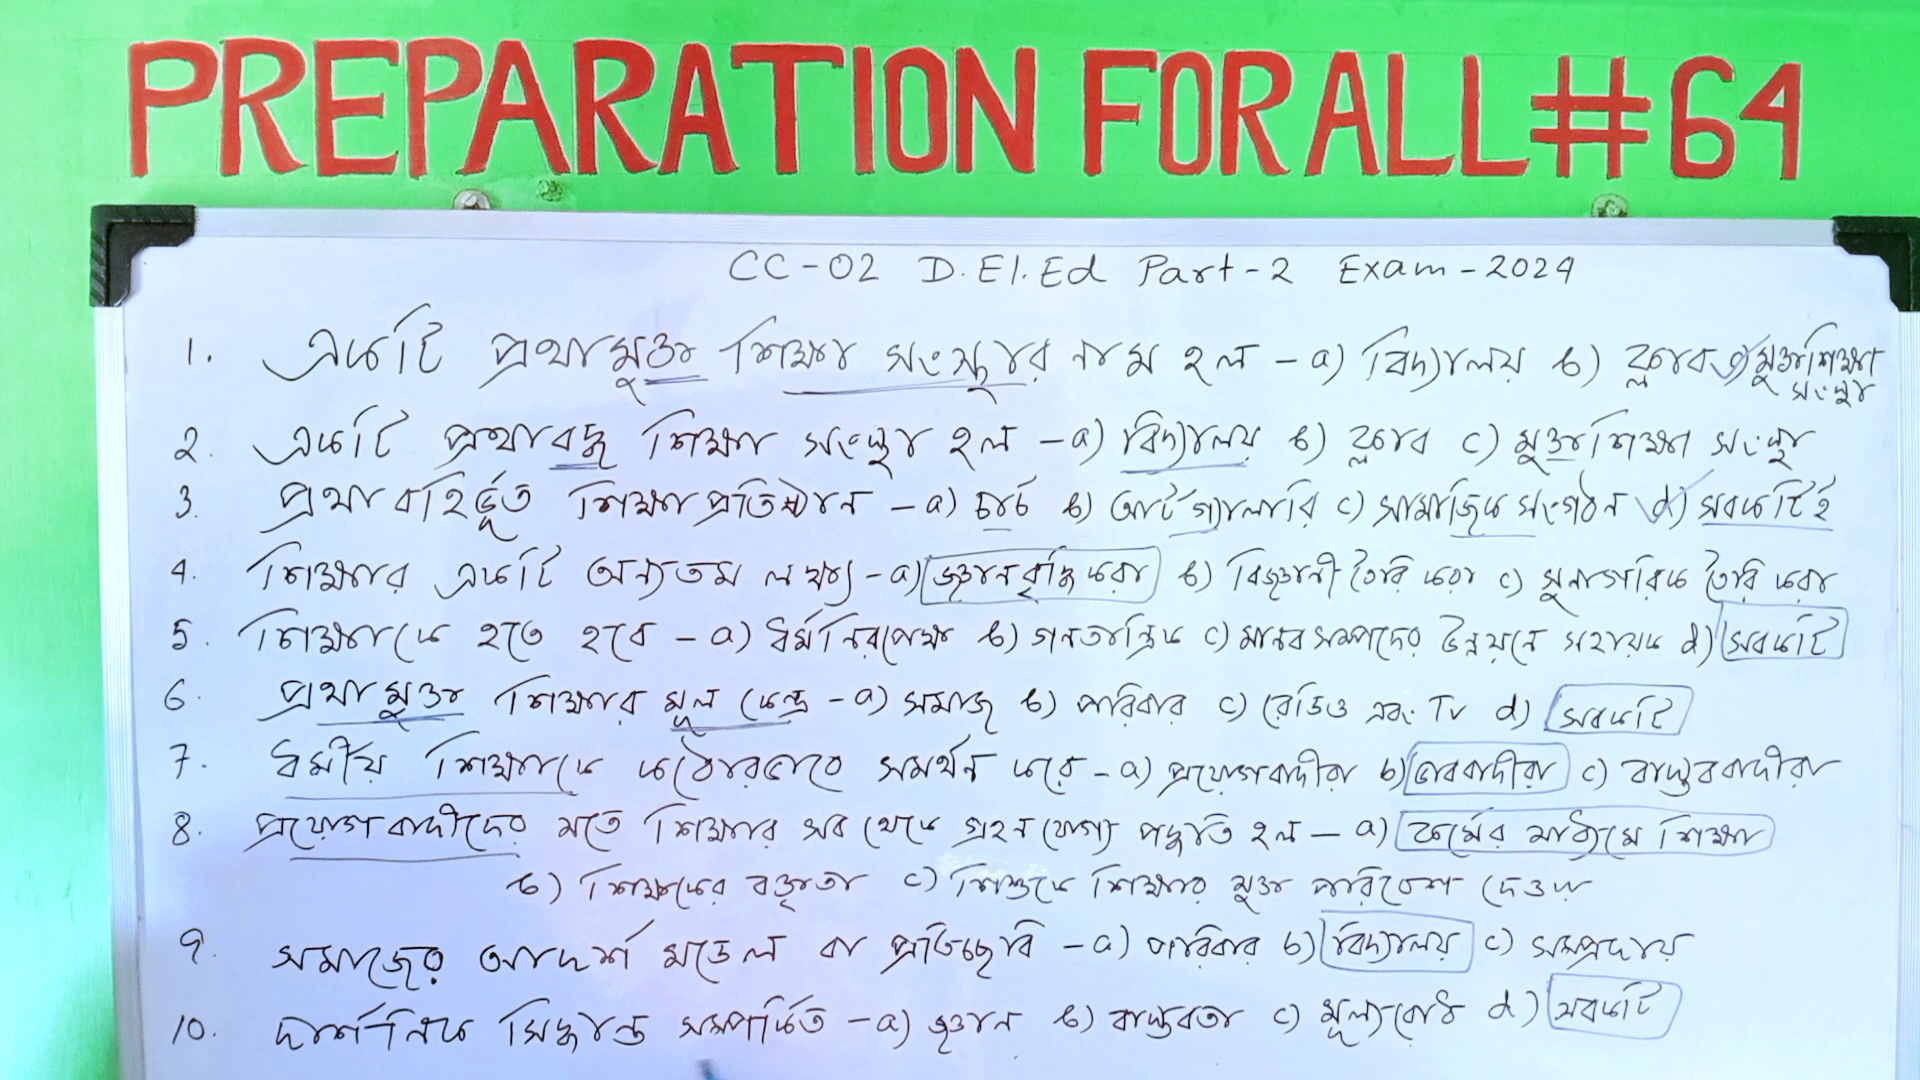 PREPARATION FOR ALL # 64
CC-02 D.El.Ed Part-2 Exam-2024
1. একটি প্রথামুক্ত শিক্ষা সংস্থার নাম হল - a) বিদ্যালয় b) ক্লাব c) মুক্তশিক্ষা
সংস্থা
2. একটি প্রথাবদ্ধ শিক্ষা সংস্থা হল - a) বিদ্যালয় b) ক্লাব c) মুক্তশিক্ষা সংস্থা
3. প্রথা বহির্ভূত শিক্ষা প্রতিষ্ঠান - a) চার্চ b) আর্ট গ্যালারি c) সামাজিক সংগঠন d) সবকটিই
4. শিক্ষার একটি অন্যতম লক্ষ্য - a) জ্ঞানবৃদ্ধি করা b) বিজ্ঞানী তৈরি করা c) সুনাগরিক তৈরি করা
5. শিক্ষাকে হতে হবে - a) ধর্মনিরপেক্ষ b) গনতান্ত্রিক c) মানব সম্পদের উন্নয়নে সহায়ক d) সবকটি
6. প্রথামুক্ত শিক্ষার মূল কেন্দ্র - a) সমাজ b) পরিবার c) রেডিও এবং TV d) সবকটি
7. ধর্মীয় শিক্ষাকে কঠোরভাবে সমর্থন করে - a) প্রয়োগবাদীরা b) ভাববাদীরা c) বাস্তববাদীরা
8. প্রয়োগবাদীদের মতে শিক্ষার সব থেকে গ্রহনযোগ্য পদ্ধতি হল - a) কর্মের মাধ্যমে শিক্ষা
b) শিক্ষকের বক্তৃতা c) শিশুকে শিক্ষার মুক্ত পরিবেশ দেওয়া
9. সমাজের আদর্শ মডেল বা প্রতিচ্ছবি - a) পরিবার b) বিদ্যালয় c) সম্প্রদায়
10. দার্শনিক সিদ্ধান্ত সম্পর্কিত - a) জ্ঞান b) বাস্তবতা c) মূল্যবোধ d) সবকটি